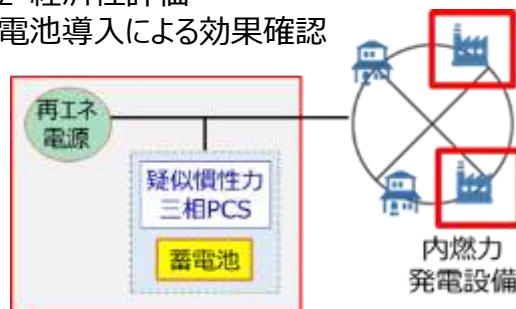 電池導入による効果確認
再エネ
電源
疑似慣性力
三相PCS
蓄電池
内燃力
発電設備